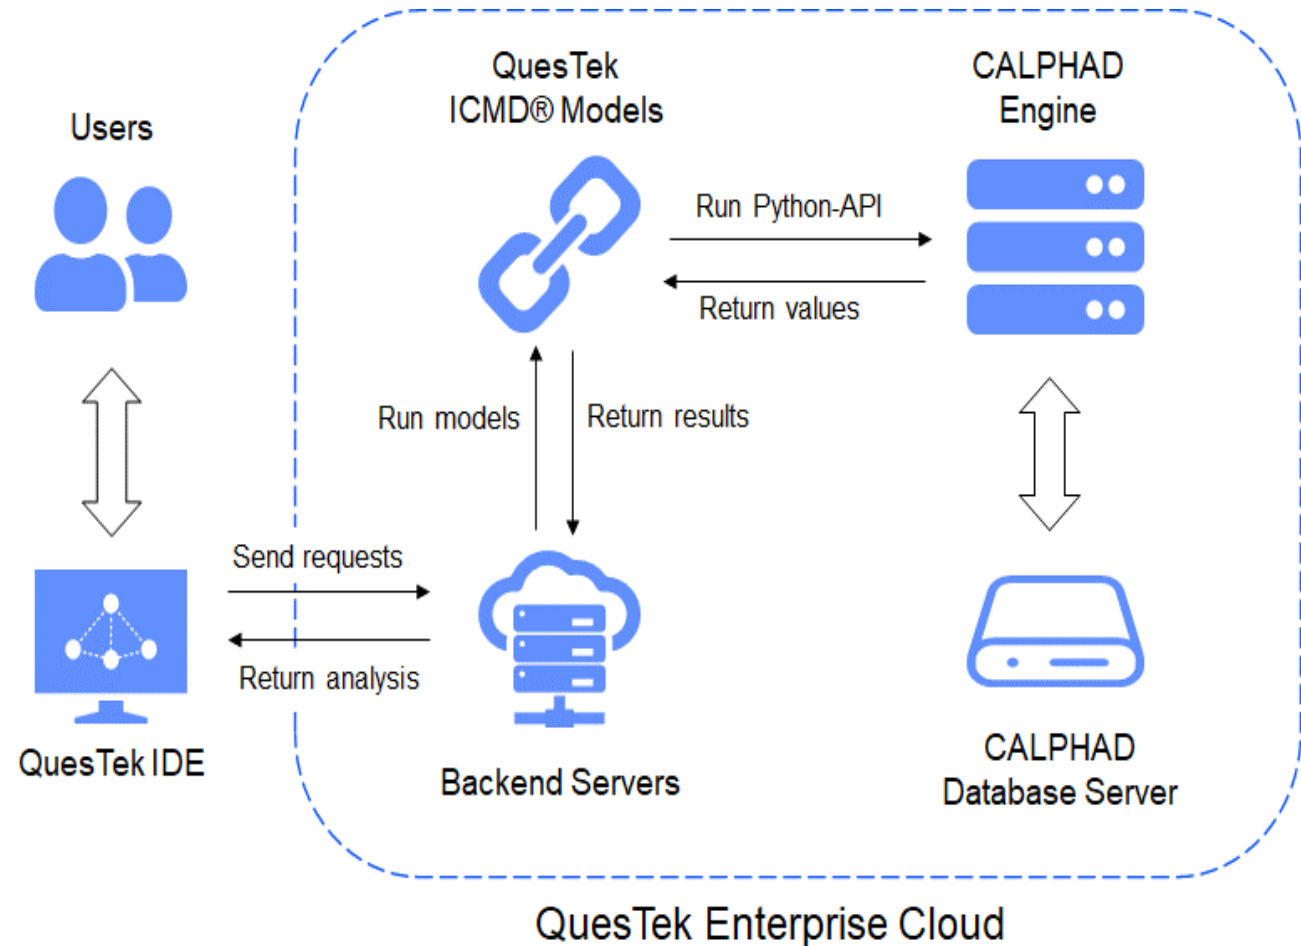 Users
QuesTek
ICMD® Models
CALPHAD
Engine
Run Python-API
Return values
Run models
Return results
Send requests
Return analysis
QuesTek IDE
Backend Servers
CALPHAD
Database Server
QuesTek Enterprise Cloud